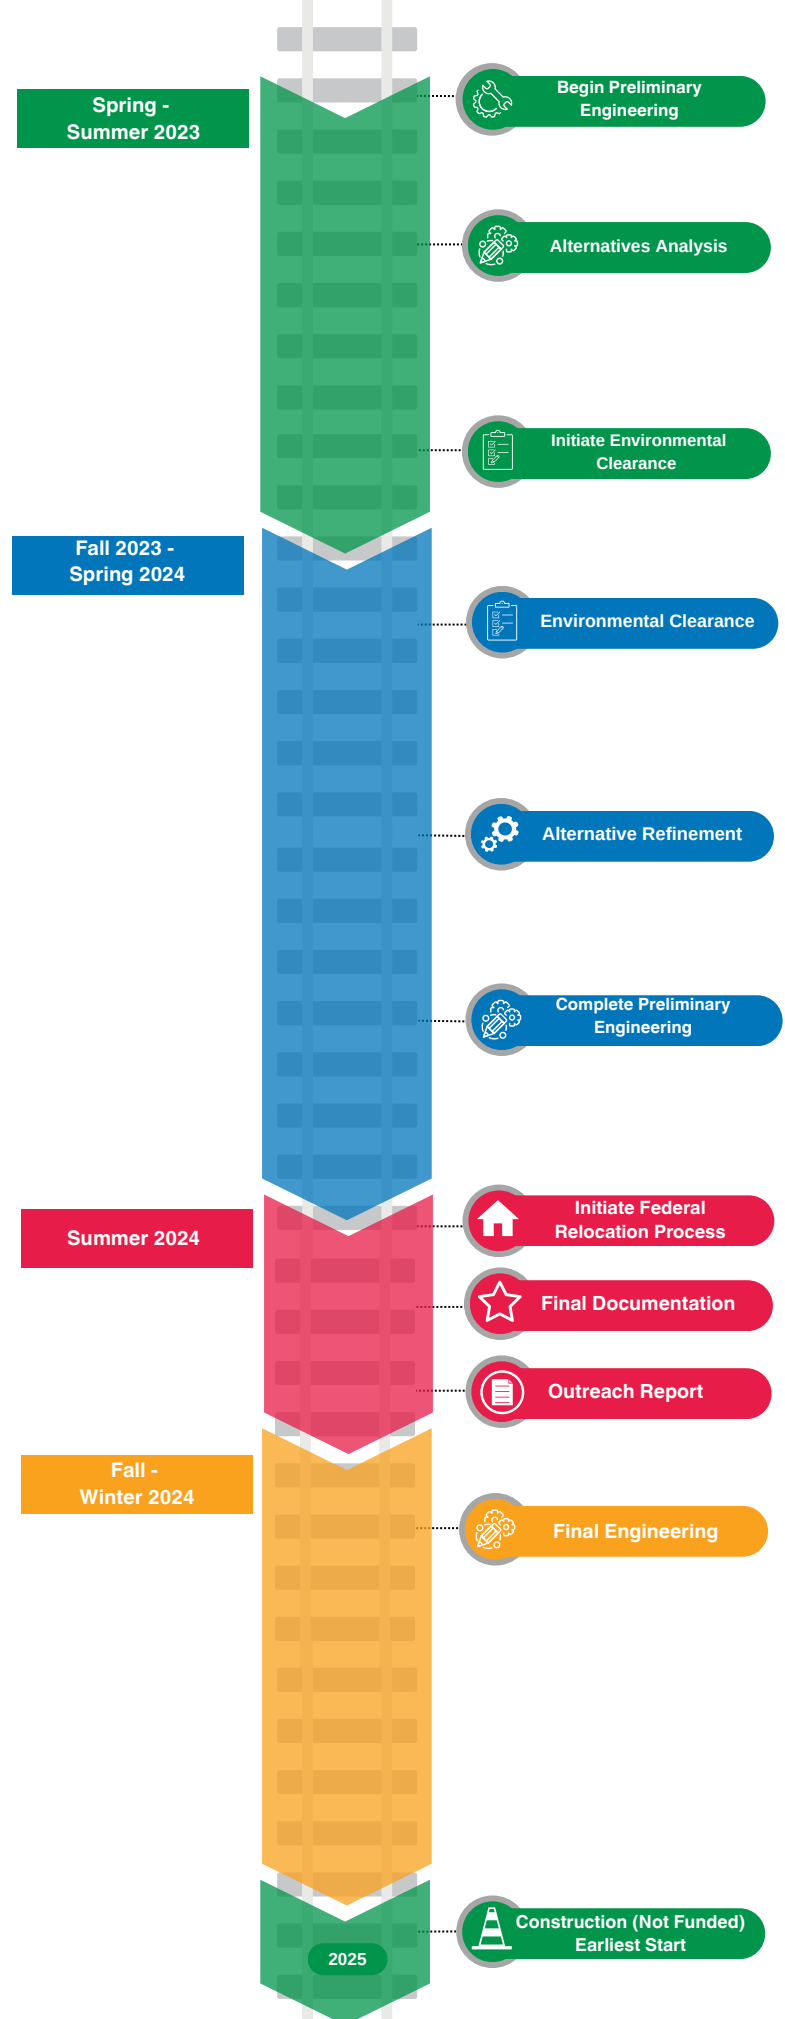 Spring -
Summer 2023
Begin Preliminary
Engineering
Alternatives Analysis
Initiate Environmental
Clearance
Fall 2023 -
Spring 2024
Environmental Clearance
Alternative Refinement
Complete Preliminary
Engineering
Summer 2024
Initiate Federal
Relocation Process
Final Documentation
Outreach Report
Fall -
Winter 2024
Final Engineering
2025
Construction (Not Funded)
Earliest Start